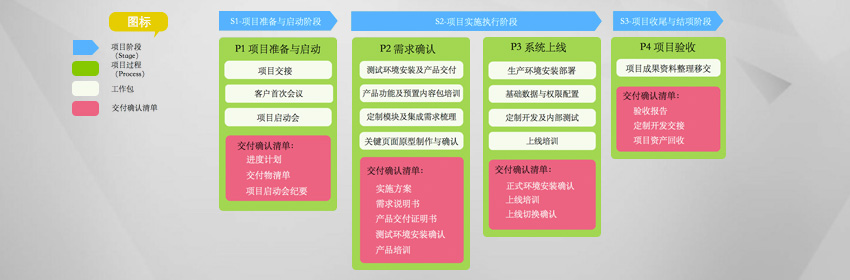 图标
项目阶段
（Stage）
项目过程
（Process）
工作包
交付确认清单
S1-项目准备与启动阶段
P1 项目准备与启动
项目交接
客户首次会议
项目启动会
交付确认清单：
进度计划
交付物清单
项目启动会纪要
S2-项目实施执行阶段
P2 需求确认
测试环境安装及产品交付
产品功能及预置内容包培训
定制模块及集成需求梳理
关键页面原型制作与确认
交付确认清单：
实施方案
需求说明书
产品交付证明书
测试环境安装确认
产品培训
P3 系统上线
生产环境安装部署
基础数据与权限配置
定制开发及内部测试
上线培训
交付确认清单：
正式环境安装确认
上线培训
上线切换确认
S3-项目收尾与结项阶段
P4 项目验收
项目成果资料整理移交
交付确认清单：
验收报告
定制开发交接
项目资产回收